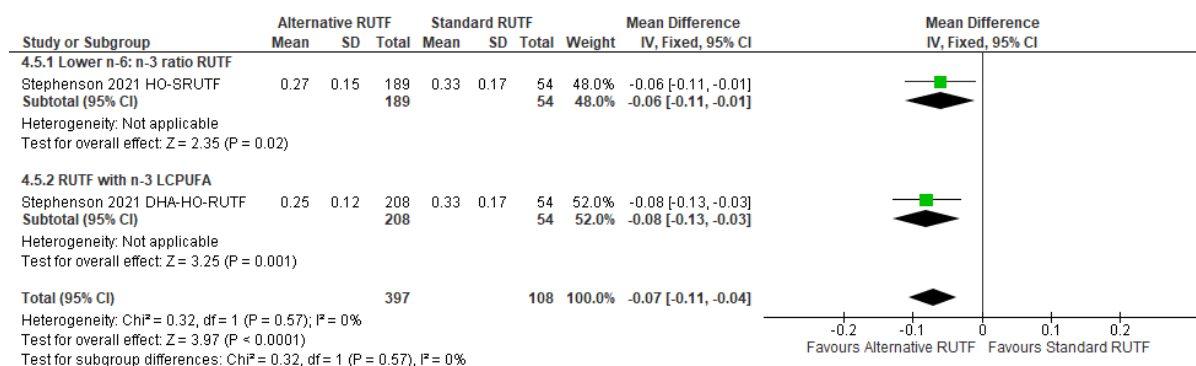 Alternative RUTF Standard RUTF Mean Difference Mean Difference
Study or Subgroup Mean SD Total Mean SD Total Weight IV, Fixed, 95% CI IV, Fixed, 95% CI
4.5.1 Lower n-6: n-3 ratio RUTF
Stephenson 2021 HO-SRUTF 0.27 0.15 189 0.33 0.17 54 48.0% -0.06 [-0.11, -0.01]
Subtotal (95% CI) 189 54 48.0% -0.06 [-0.11, -0.01]
Heterogeneity: Not applicable
Test for overall effect: Z = 2.35 (P = 0.02)
4.5.2 RUTF with n-3 LCPUFA
Stephenson 2021 DHA-HO-RUTF 0.25 0.12 208 0.33 0.17 54 52.0% -0.08 [-0.13, -0.03]
Subtotal (95% CI) 208 54 52.0% -0.08 [-0.13, -0.03]
Heterogeneity: Not applicable
Test for overall effect: Z = 3.25 (P = 0.001)
Total (95% CI) 397 108 100.0% -0.07 [-0.11, -0.04]
Heterogeneity: Chi² = 0.32, df = 1 (P = 0.57); I² = 0%
Test for overall effect: Z = 3.97 (P < 0.0001)
Test for subgroup differences: Chi² = 0.32, df = 1 (P = 0.57), I² = 0%
-0.2 -0.1 0 0.1 0.2
Favours Alternative RUTF Favours Standard RUTF